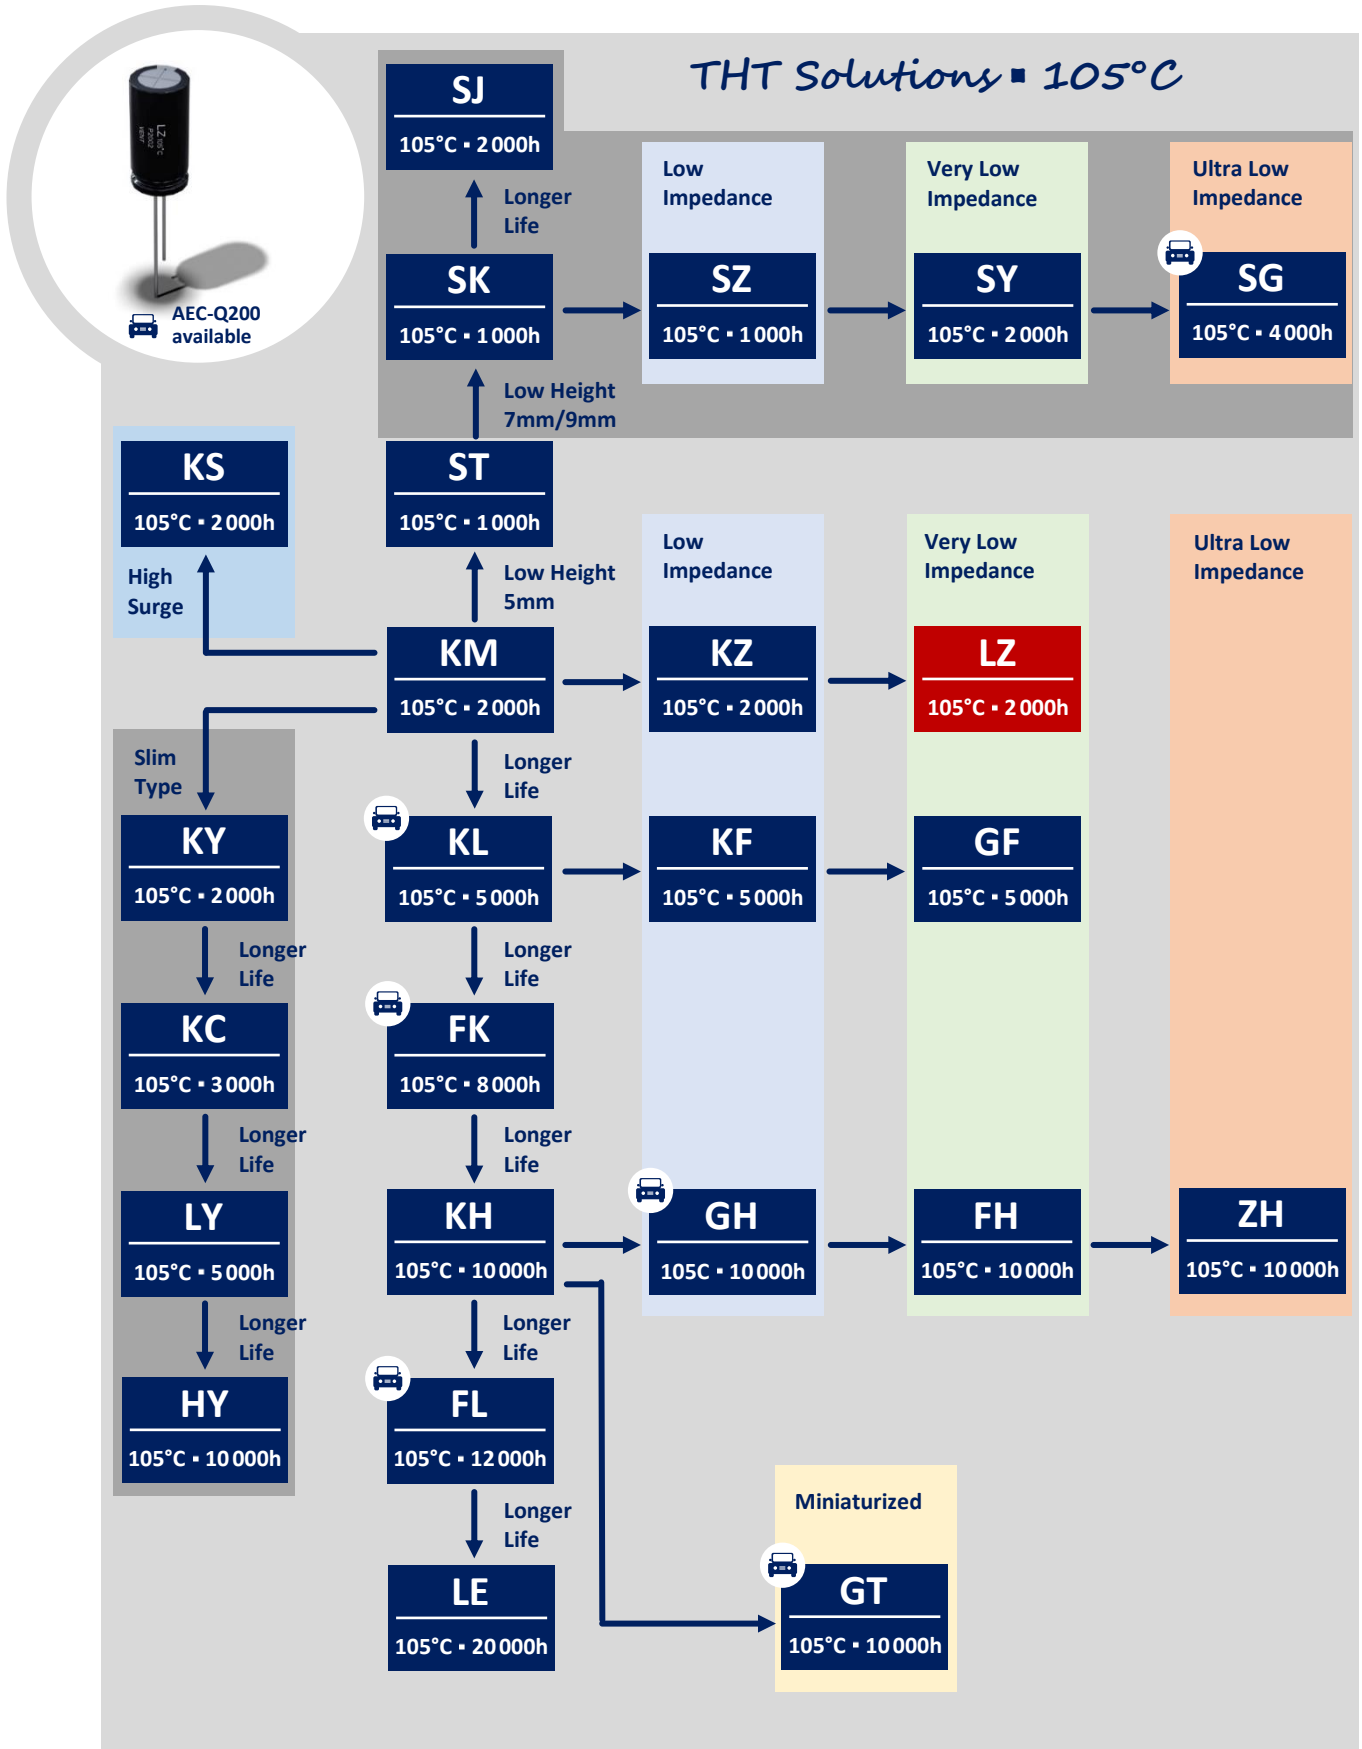 THT Solutions ▪ 105°C
LZ 105°C
AEC-Q200
available
SJ
105°C ▪ 2000h
Longer
Life
Low
Impedance
Very Low
Impedance
Ultra Low
Impedance
SK
105°C ▪ 1000h
SZ
105°C ▪ 1000h
SY
105°C ▪ 2000h
SG
105°C ▪ 4000h
Low Height
7mm/9mm
KS
105°C ▪ 2000h
High
Surge
ST
105°C ▪ 1000h
Low Height
5mm
Low
Impedance
Very Low
Impedance
Ultra Low
Impedance
KM
105°C ▪ 2000h
KZ
105°C ▪ 2000h
LZ
105°C ▪ 2000h
Slim
Type
Longer
Life
KY
105°C ▪ 2000h
KL
105°C ▪ 5000h
KF
105°C ▪ 5000h
GF
105°C ▪ 5000h
Longer
Life
Longer
Life
KC
105°C ▪ 3000h
FK
105°C ▪ 8000h
Longer
Life
Longer
Life
LY
105°C ▪ 5000h
KH
105°C ▪ 10000h
GH
105C ▪ 10000h
FH
105°C ▪ 10000h
ZH
105°C ▪ 10000h
Longer
Life
Longer
Life
HY
105°C ▪ 10000h
FL
105°C ▪ 12000h
Longer
Life
Miniaturized
LE
105°C ▪ 20000h
GT
105°C ▪ 10000h